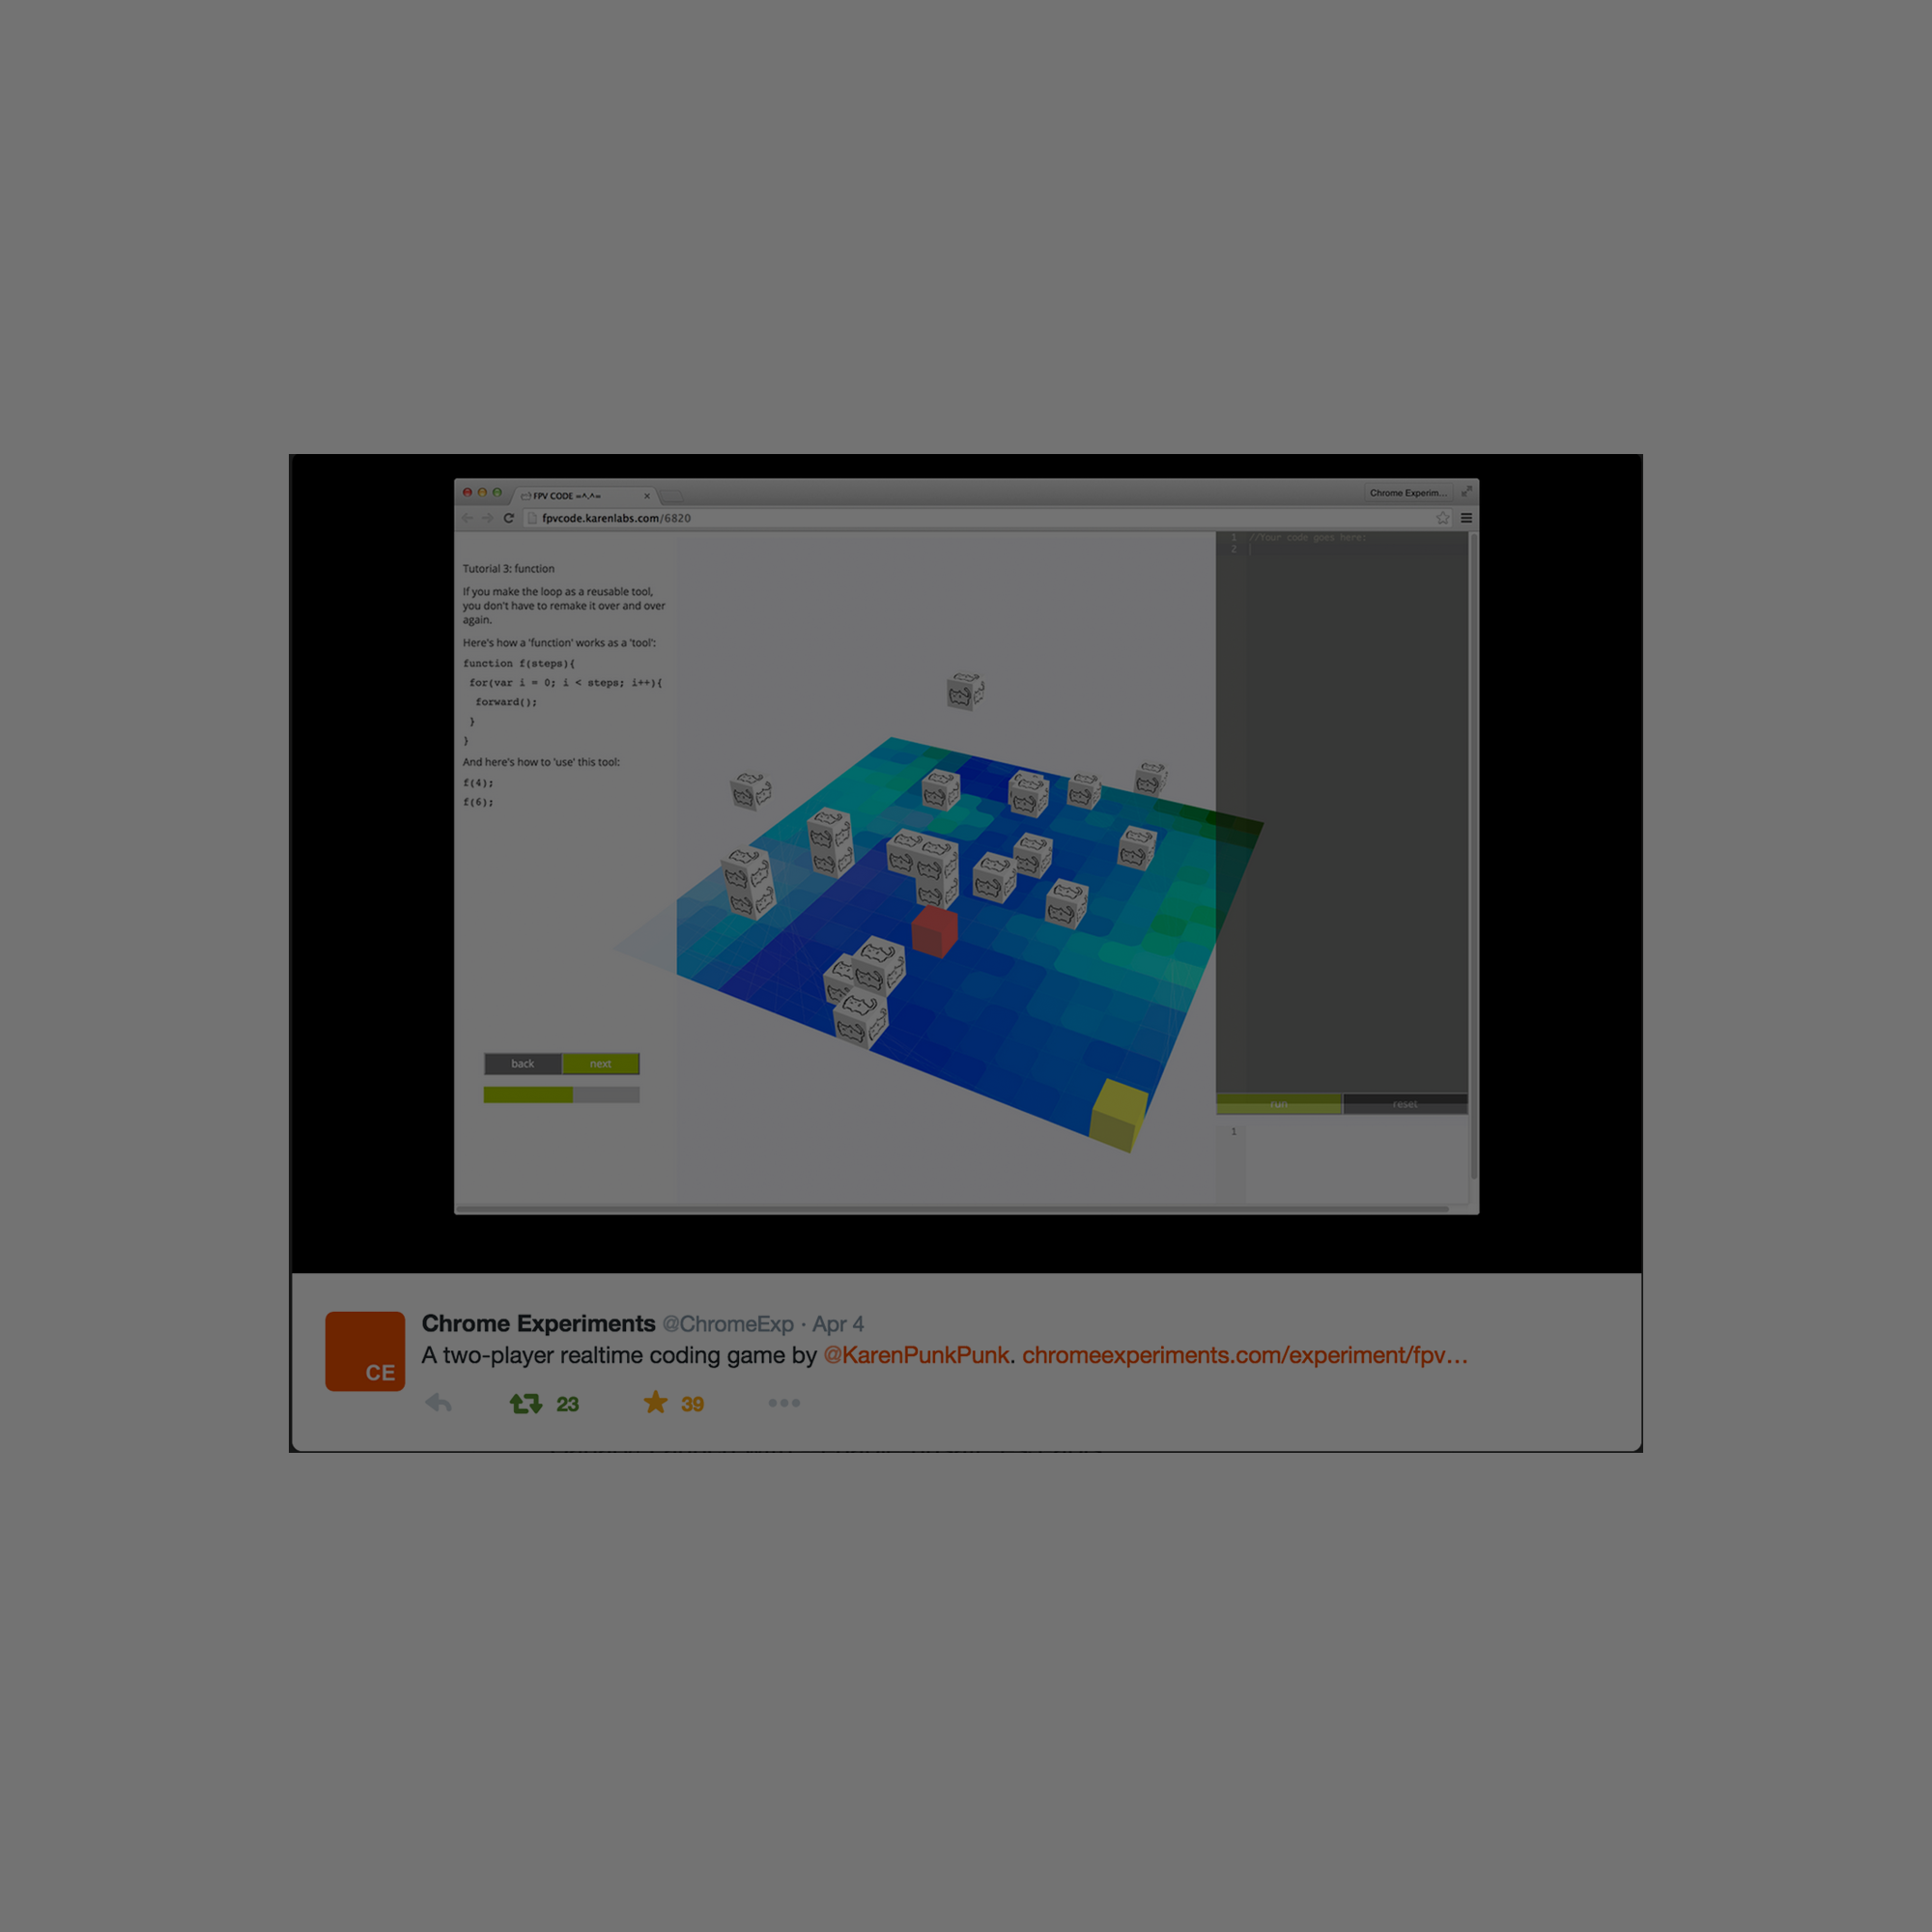 FPV CODE =^.^=
Chrome Experim...
fpvcode.karenlabs.com/6820
Tutorial 3: function
If you make the loop as a reusable tool,
you don't have to remake it over and over
again.
Here's how a 'function' works as a 'tool':
function f(steps){
for(var i = 0; i < steps; i++){
forward();
}
}
And here's how to 'use' this tool:
f(4);
f(6);
back
next
1 //Your code goes here:
2
run
reset
1
CE
Chrome Experiments @ChromeExp · Apr 4
A two-player realtime coding game by @KarenPunkPunk. chromeexperiments.com/experiment/fpv…
23
39